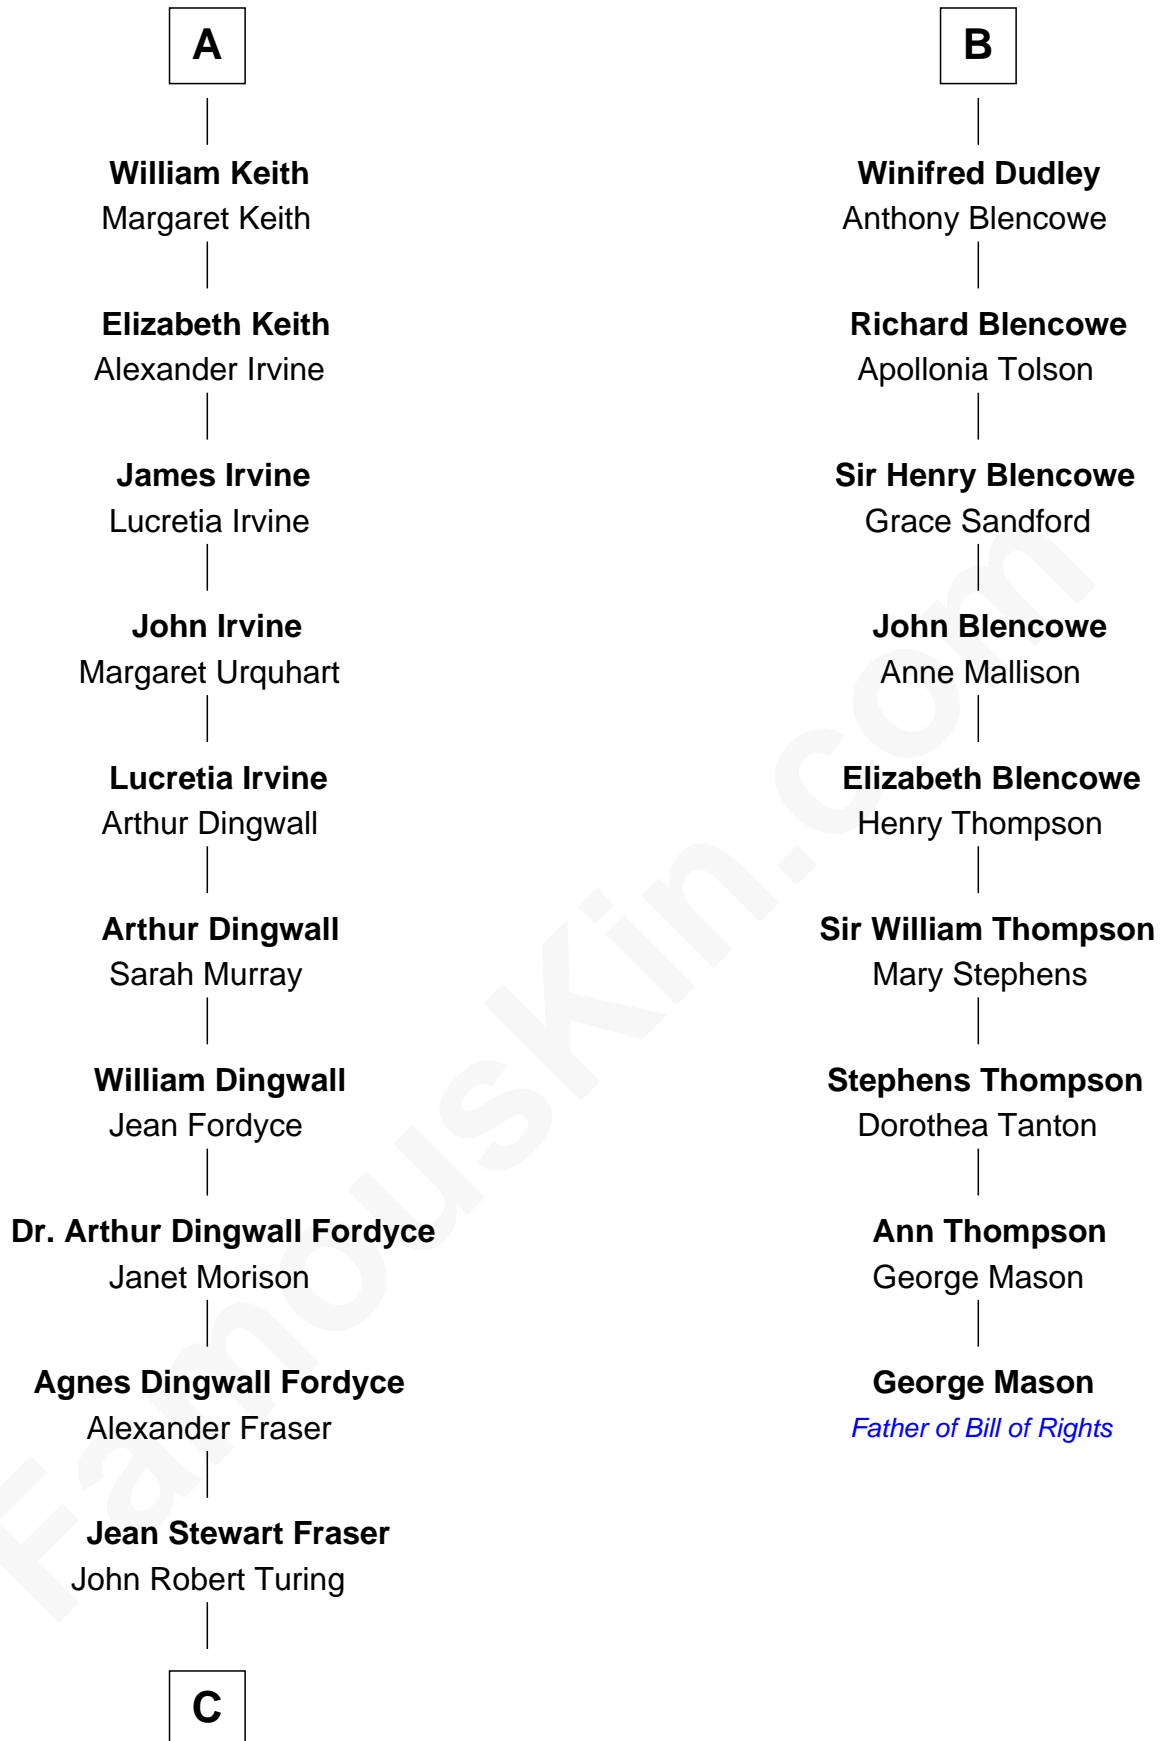 A
William Keith
Margaret Keith
Elizabeth Keith
Alexander Irvine
James Irvine
Lucretia Irvine
John Irvine
Margaret Urquhart
Lucretia Irvine
Arthur Dingwall
Arthur Dingwall
Sarah Murray
William Dingwall
Jean Fordyce
Dr. Arthur Dingwall Fordyce
Janet Morison
Agnes Dingwall Fordyce
Alexander Fraser
Jean Stewart Fraser
John Robert Turing
C
B
Winifred Dudley
Anthony Blencowe
Richard Blencowe
Apollonia Tolson
Sir Henry Blencowe
Grace Sandford
John Blencowe
Anne Mallison
Elizabeth Blencowe
Henry Thompson
Sir William Thompson
Mary Stephens
Stephens Thompson
Dorothea Tanton
Ann Thompson
George Mason
George Mason
Father of Bill of Rights
FamousKin.com